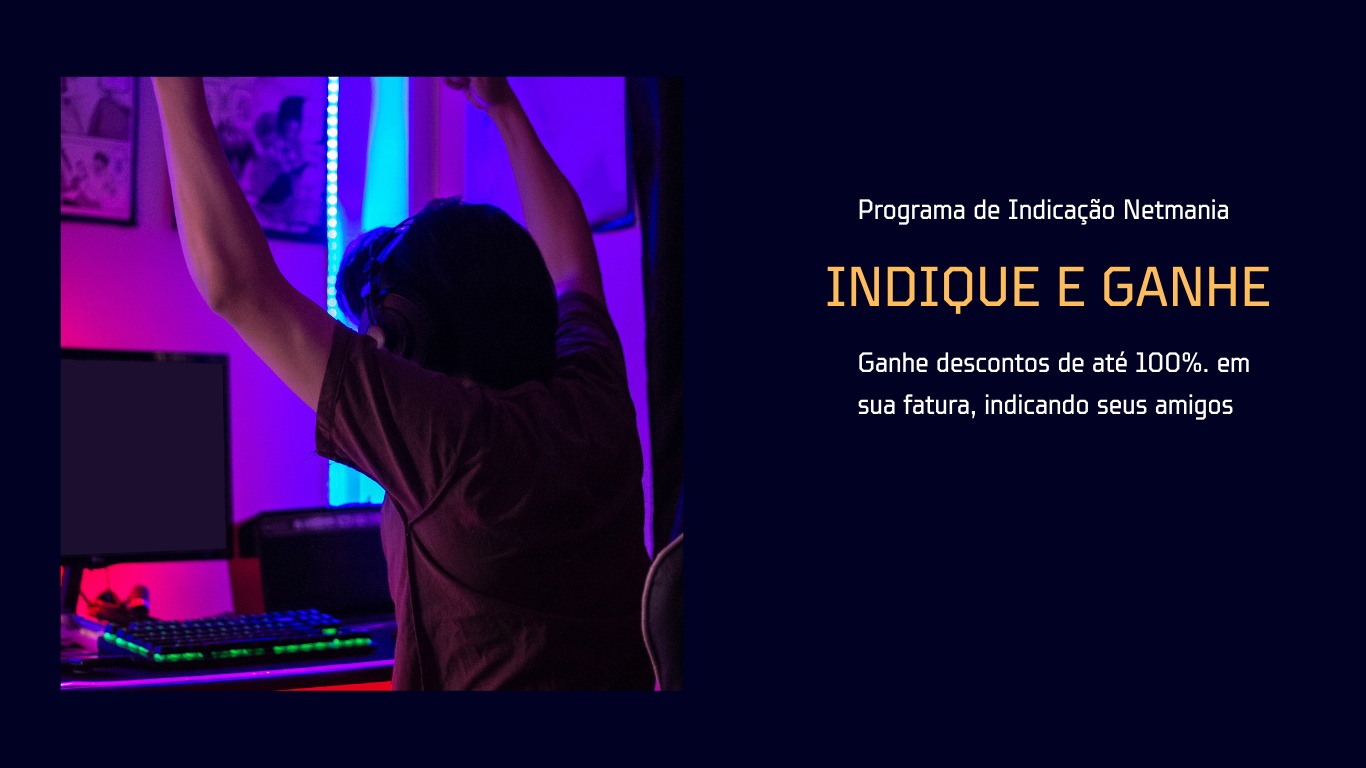 Programa de Indicação Netmania
INDIQUE E GANHE
Ganhe descontos de até 100%. em
sua fatura, indicando seus amigos